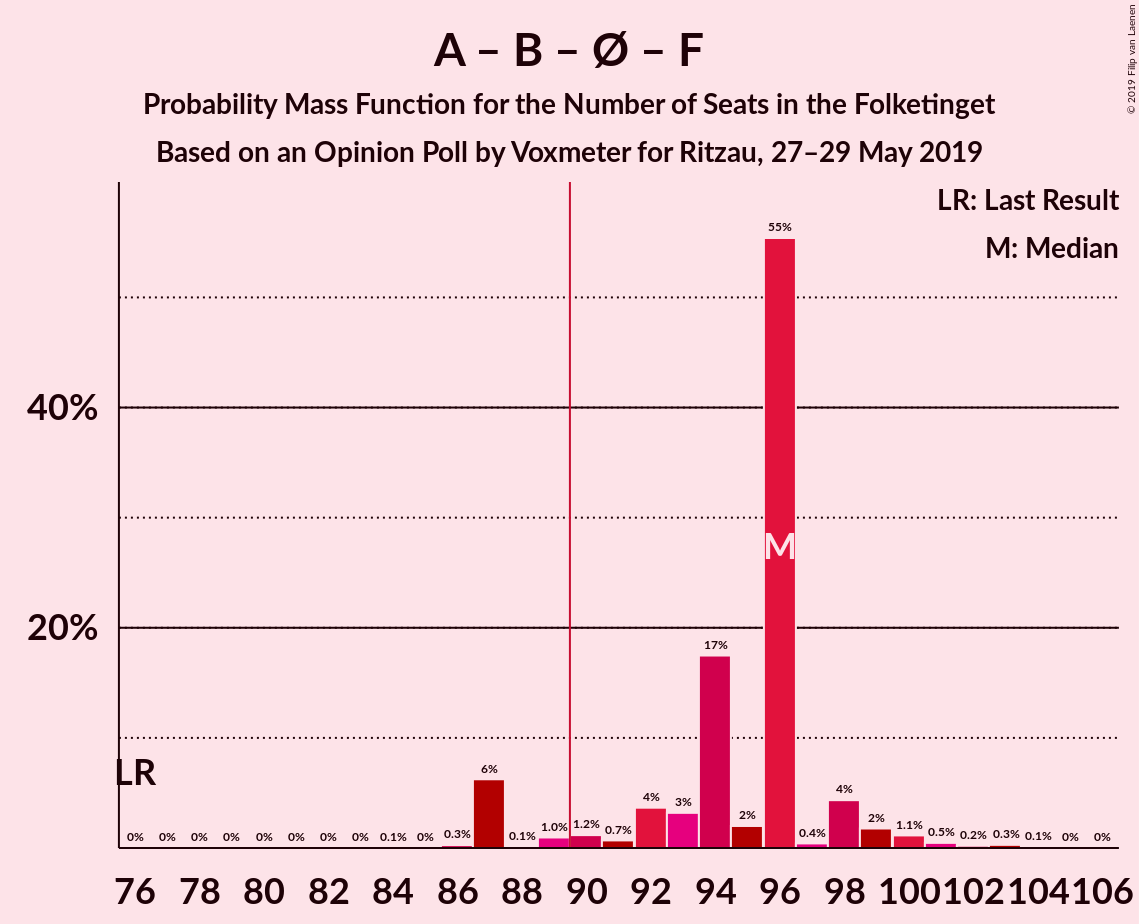 A – B – Ø – F
Probability Mass Function for the Number of Seats in the Folketinget
Based on an Opinion Poll by Voxmeter for Ritzau, 27–29 May 2019
© 2019 Filip van Laenen
LR: Last Result
M: Median
55%
40%
M
20%
17%
LR
6%
0% 0% 0% 0% 0% 0% 0% 0% 0.1% 0% 0.3% 0.1% 1.0% 1.2% 0.7% 4% 3% 2% 0.4% 4% 2% 1.1% 0.5% 0.2% 0.3% 0.1% 0% 0%
76 78 80 82 84 86 88 90 92 94 96 98 100 102 104 106